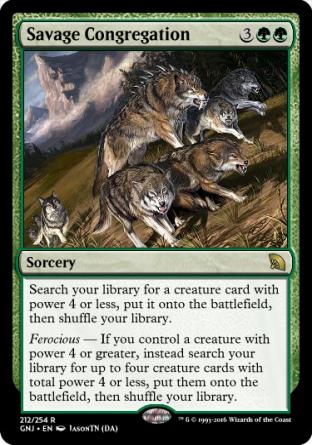 Savage Congregation 3
Sorcery
Search your library for a creature card with
power 4 or less, put it onto the battlefield,
then shuffle your library.
Ferocious — If you control a creature with
power 4 or greater, instead search your
library for up to four creature cards with
total power 4 or less, put them onto the
battlefield, then shuffle your library.
212/254 R
GNJ • EN JASONTN (DA)
™ & © 1993-2016 Wizards of the Coast